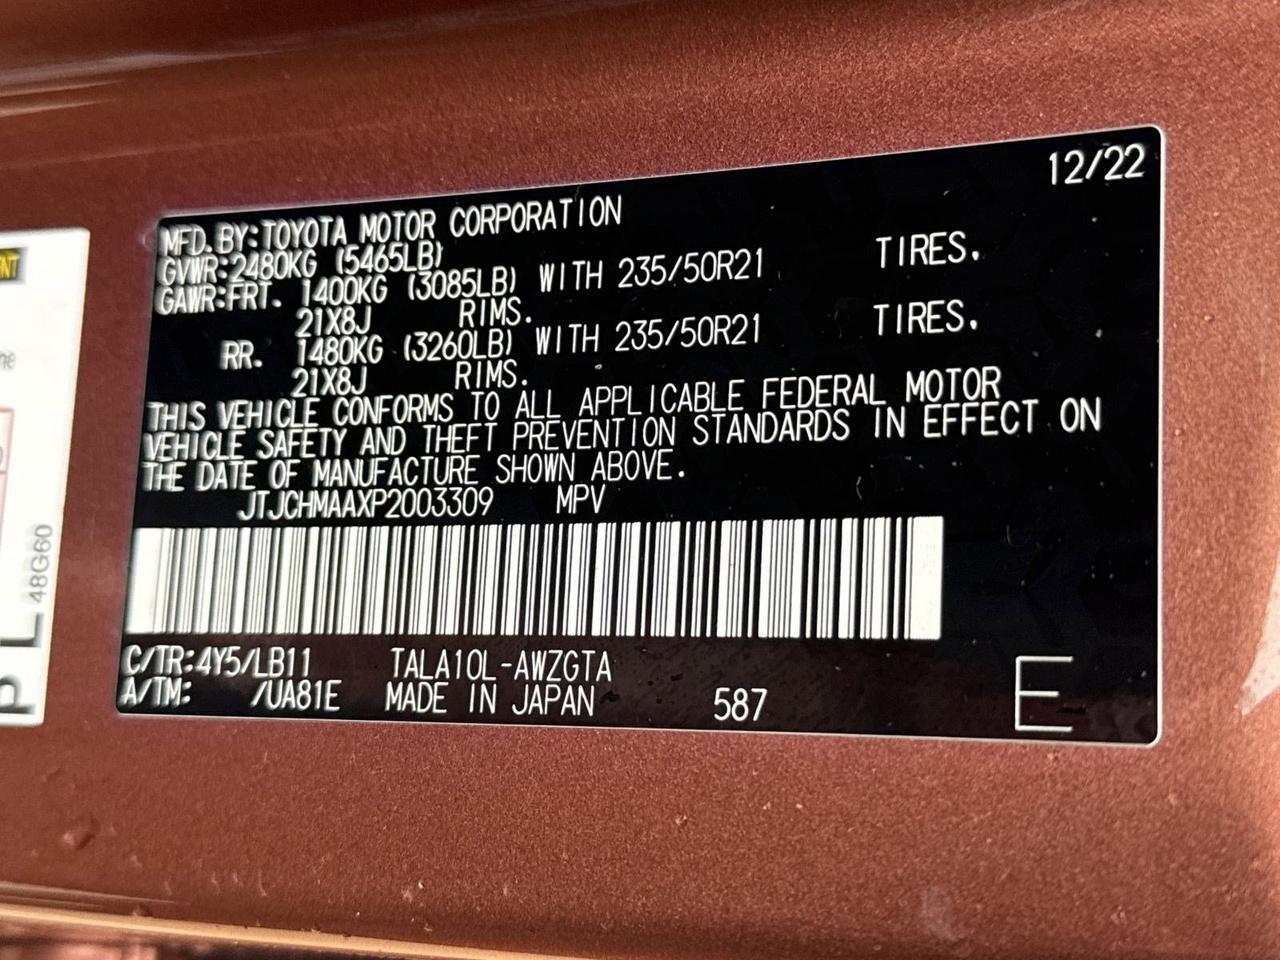 12/22
MFD. BY: TOYOTA MOTOR CORPORATION
GVWR: 2480KG (5465LB)
GAWR: FRT. 1400KG (3085LB) WITH 235/50R21 TIRES.
21X8J RIMS.
RR. 1480KG (3260LB) WITH 235/50R21 TIRES.
21X8J RIMS.
THIS VEHICLE CONFORMS TO ALL APPLICABLE FEDERAL MOTOR
VEHICLE SAFETY AND THEFT PREVENTION STANDARDS IN EFFECT ON
THE DATE OF MANUFACTURE SHOWN ABOVE.
JTJCHMAAXP2003309 MPV
C/TR: 4Y5/LB11 TALA10L-AWZGTA
A/TM: /UA81E MADE IN JAPAN 587 E
48G60